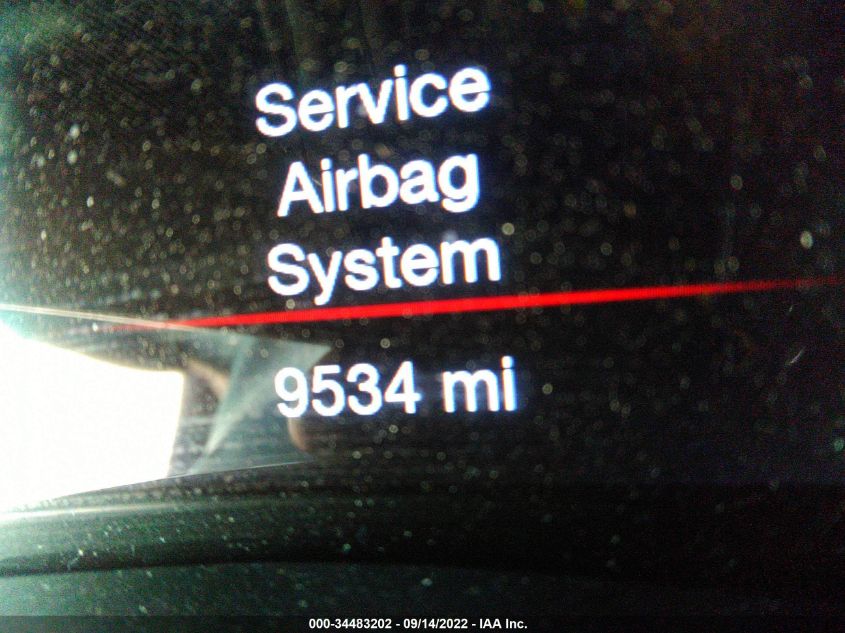 Service
Airbag
System
9534 mi
000-34483202 - 09/14/2022 - IAA Inc.